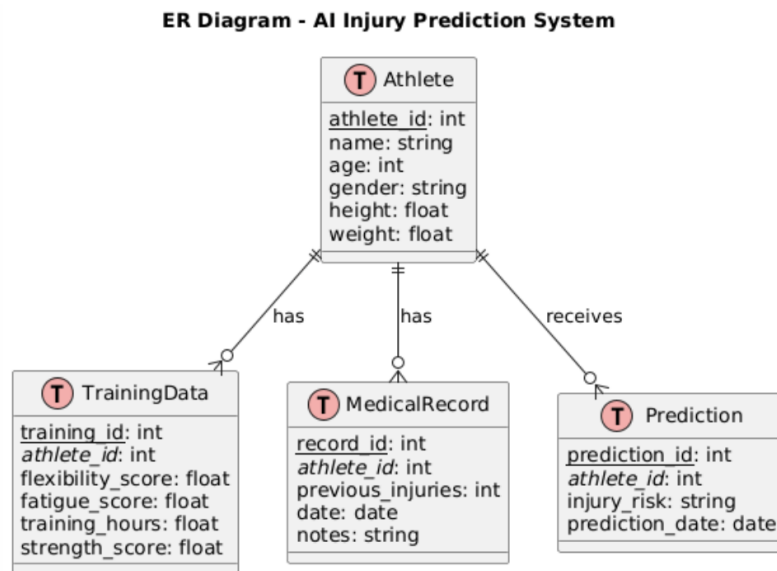 ER Diagram - AI Injury Prediction System
T Athlete
athlete_id: int
name: string
age: int
gender: string
height: float
weight: float
has
has
receives
T TrainingData
training_id: int
athlete_id: int
flexibility_score: float
fatigue_score: float
training_hours: float
strength_score: float
T MedicalRecord
record_id: int
athlete_id: int
previous_injuries: int
date: date
notes: string
T Prediction
prediction_id: int
athlete_id: int
injury_risk: string
prediction_date: date